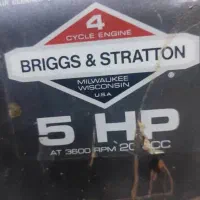 4
CYCLE ENGINE
BRIGGS & STRATTON
MILWAUKEE
WISCONSIN
U.S.A.
5 HP
AT 3600 RPM